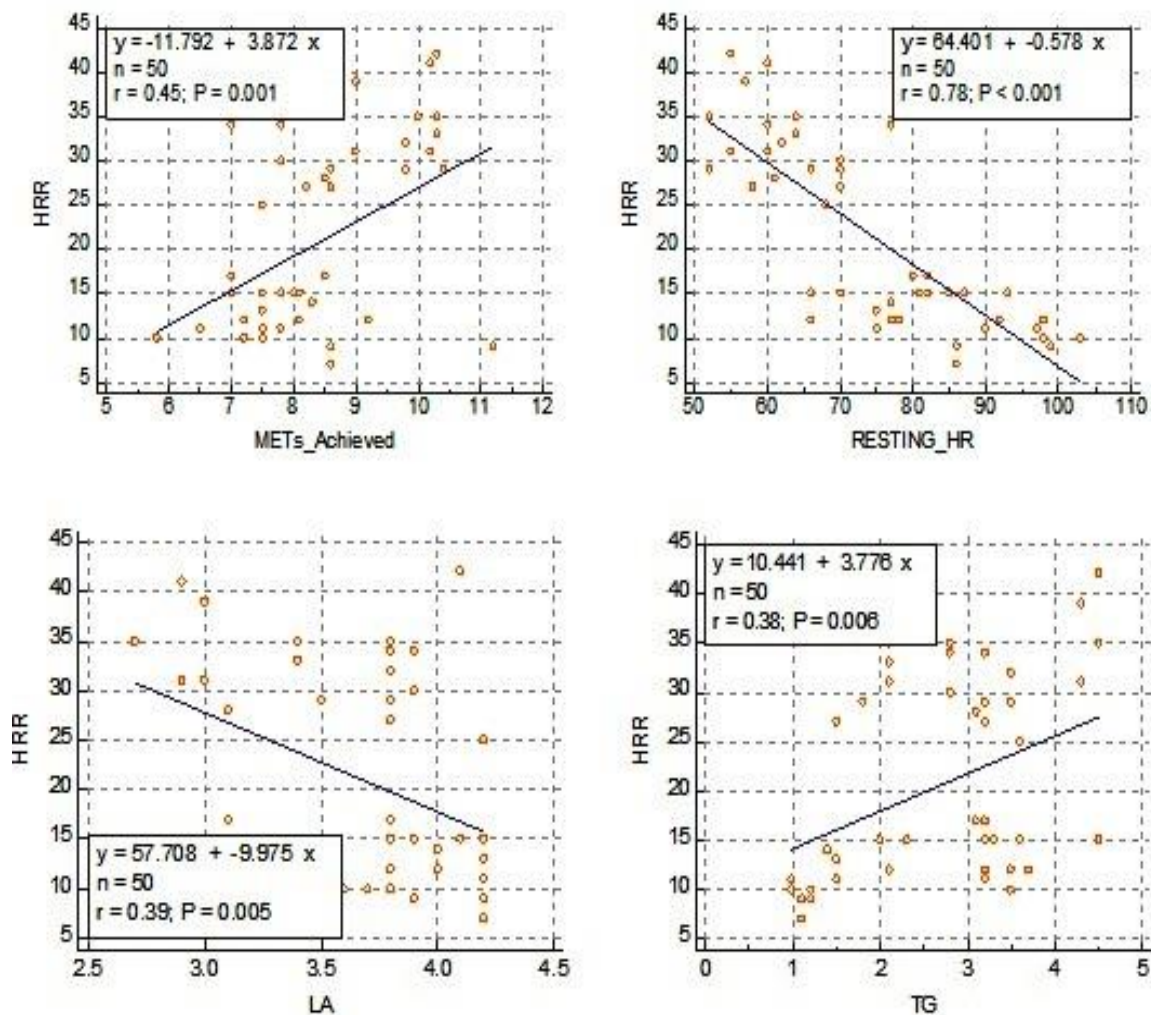 45
40
35
30
25
20
15
10
5
HRR
y = -11.792 + 3.872 x
n = 50
r = 0.45; P = 0.001
5 6 7 8 9 10 11 12
METs_Achieved
45
40
35
30
25
20
15
10
5
HRR
y = 64.401 + -0.578 x
n = 50
r = 0.78; P < 0.001
50 60 70 80 90 100 110
RESTING_HR
45
40
35
30
25
20
15
10
5
HRR
y = 57.708 + -9.975 x
n = 50
r = 0.39; P = 0.005
2.5 3.0 3.5 4.0 4.5
LA
45
40
35
30
25
20
15
10
5
HRR
y = 10.441 + 3.776 x
n = 50
r = 0.38; P = 0.006
0 1 2 3 4 5
TG